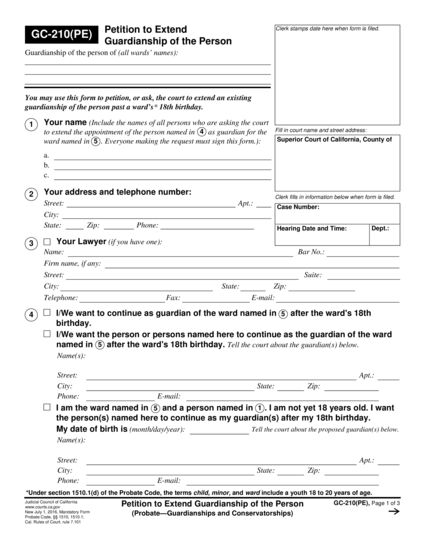 GC-210(PE)
Petition to Extend
Guardianship of the Person
Clerk stamps date here when form is filed.
Guardianship of the person of (all wards' names):
You may use this form to petition, or ask, the court to extend an existing
guardianship of the person past a ward's* 18th birthday.
1 Your name (Include the names of all persons who are asking the court
to extend the appointment of the person named in 4 as guardian for the
ward named in 5. Everyone making the request must sign this form.):
a.
b.
c.
Fill in court name and street address:
Superior Court of California, County of
2 Your address and telephone number:
Street: Apt.:
City:
State: Zip: Phone:
Clerk fills in information below when form is filed.
Case Number:
Hearing Date and Time: Dept.:
3 Your Lawyer (if you have one):
Name: Bar No.:
Firm name, if any:
Street: Suite:
City: State: Zip:
Telephone: Fax: E-mail:
4 I/We want to continue as guardian of the ward named in 5 after the ward's 18th
birthday.
I/We want the person or persons named here to continue as the guardian of the ward
named in 5 after the ward's 18th birthday. Tell the court about the guardian(s) below.
Name(s):
Street: Apt.:
City: State: Zip:
Phone: E-mail:
I am the ward named in 5 and a person named in 1. I am not yet 18 years old. I want
the person(s) named here to continue as my guardian(s) after my 18th birthday.
My date of birth is (month/day/year): Tell the court about the proposed guardian(s) below.
Name(s):
Street: Apt.:
City: State: Zip:
Phone: E-mail:
*Under section 1510.1(d) of the Probate Code, the terms child, minor, and ward include a youth 18 to 20 years of age.
Judicial Council of California
www.courts.ca.gov
New July 1, 2016, Mandatory Form
Probate Code, §§ 1510, 1510.1;
Cal. Rules of Court, rule 7.101
Petition to Extend Guardianship of the Person
(Probate—Guardianships and Conservatorships)
GC-210(PE), Page 1 of 3